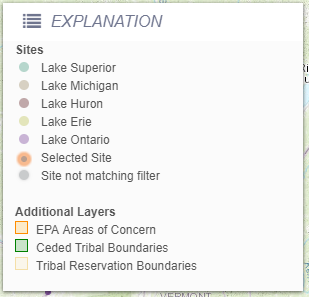 EXPLANATION
Sites
Lake Superior
Lake Michigan
Lake Huron
Lake Erie
Lake Ontario
Selected Site
Site not matching filter
Additional Layers
EPA Areas of Concern
Ceded Tribal Boundaries
Tribal Reservation Boundaries
VERMONT